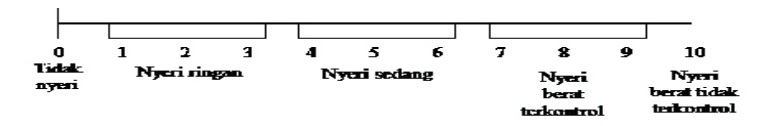 0 1 2 3 4 5 6 7 8 9 10
Tidak nyeri
Nyeri ringan
Nyeri sedang
Nyeri berat terkontrol
Nyeri berat tidak terkontrol